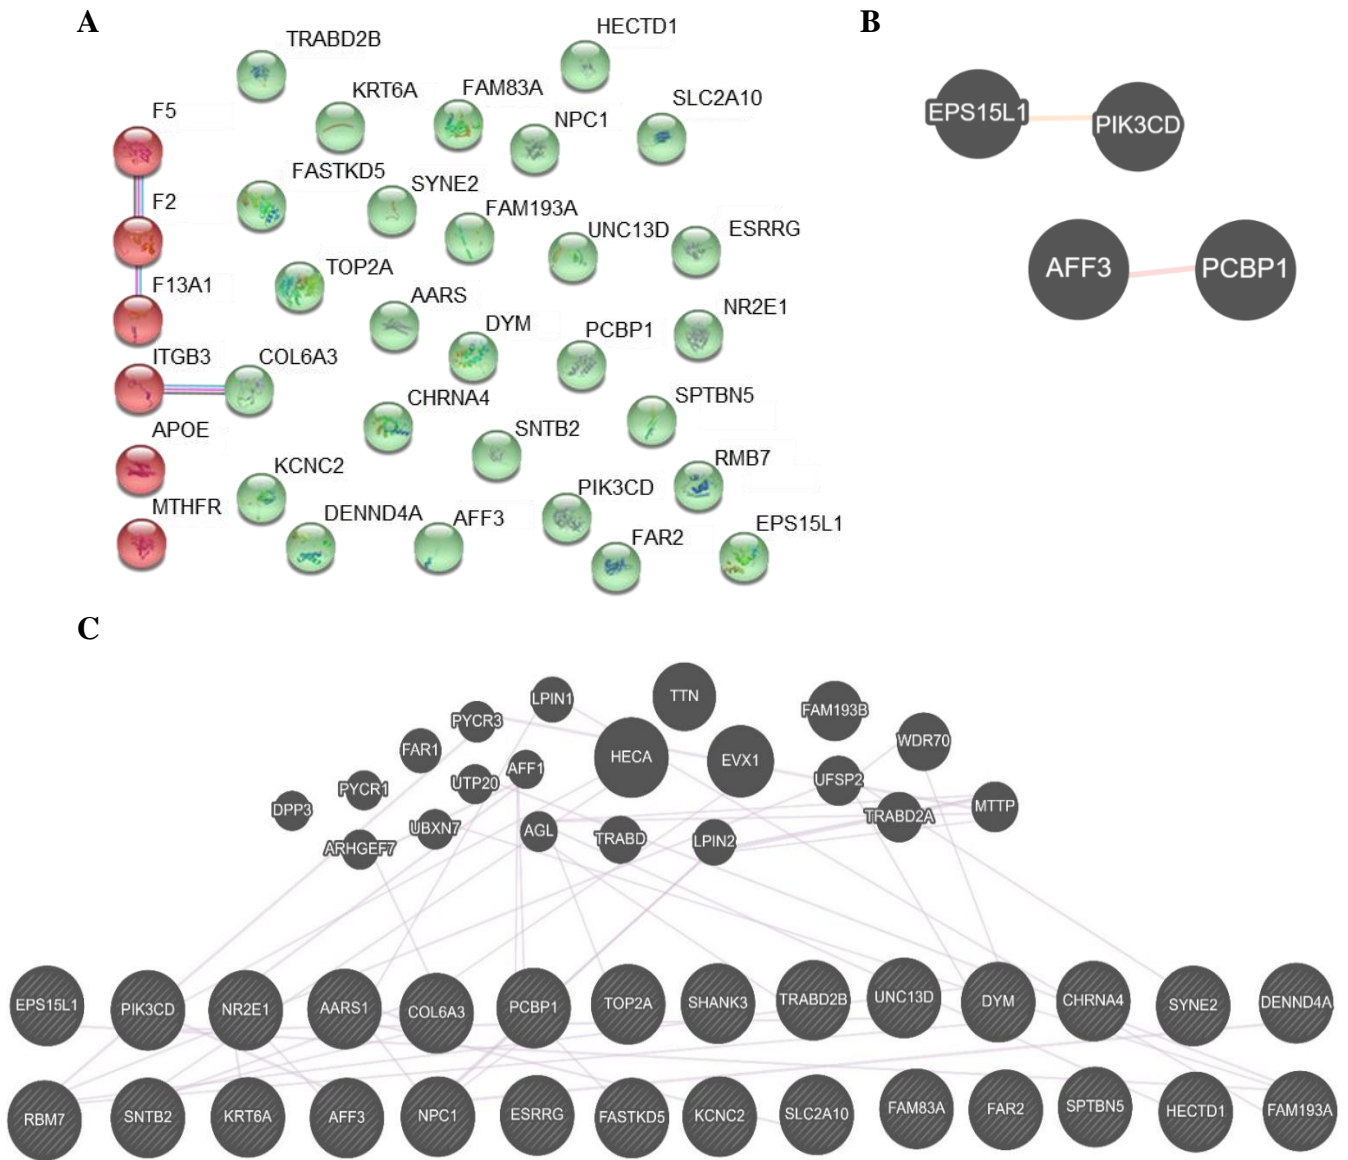 A
B
HECTD1
TRABD2B
KRT6A
FAM83A
SLC2A10
F5
NPC1
EPS15L1
PIK3CD
FASTKD5
SYNE2
F2
FAM193A
UNC13D
ESRRG
TOP2A
F13A1
AARS
AFF3
PCBP1
NR2E1
DYM
PCBP1
ITGB3
COL6A3
CHRNA4
SPTBN5
APOE
SNTB2
KCNC2
RMB7
PIK3CD
MTHFR
DENND4A
AFF3
EPS15L1
FAR2
C
LPIN1
TTN
PYCR3
FAM193B
FAR1
HECA
EVX1
WDR70
AFF1
UTP20
UFSP2
PYCR1
DPP3
MTTP
TRABD2A
UBXN7
AGL
TRABD
LPIN2
ARHGEF7
EPS15L1
PIK3CD
NR2E1
AARS1
COL6A3
PCBP1
TOP2A
SHANK3
TRABD2B
UNC13D
DYM
CHRNA4
SYNE2
DENND4A
RBM7
SNTB2
KRT6A
AFF3
NPC1
ESRRG
FASTKD5
KCNC2
SLC2A10
FAM83A
FAR2
SPTBN5
HECTD1
FAM193A